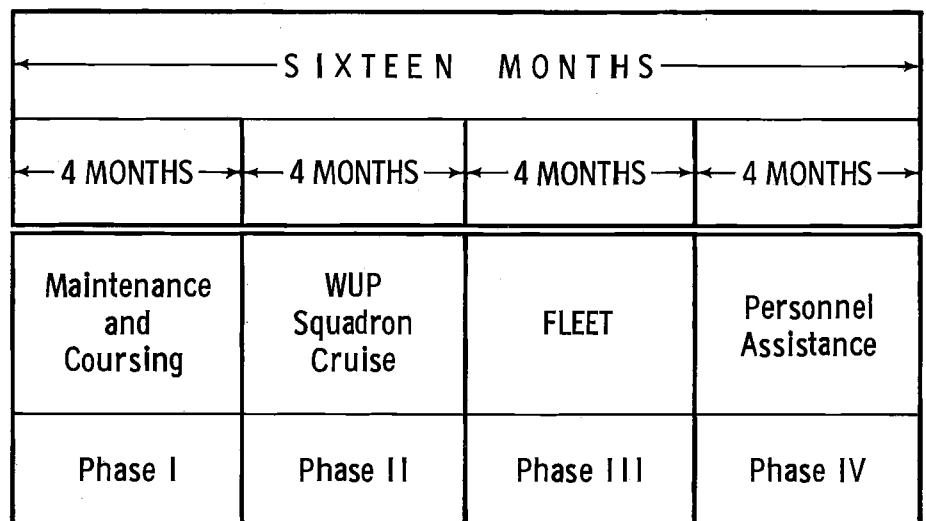 SIXTEEN MONTHS
4 MONTHS 4 MONTHS 4 MONTHS 4 MONTHS
Maintenance
and
Coursing
WUP
Squadron
Cruise
FLEET
Personnel
Assistance
Phase I Phase II Phase III Phase IV